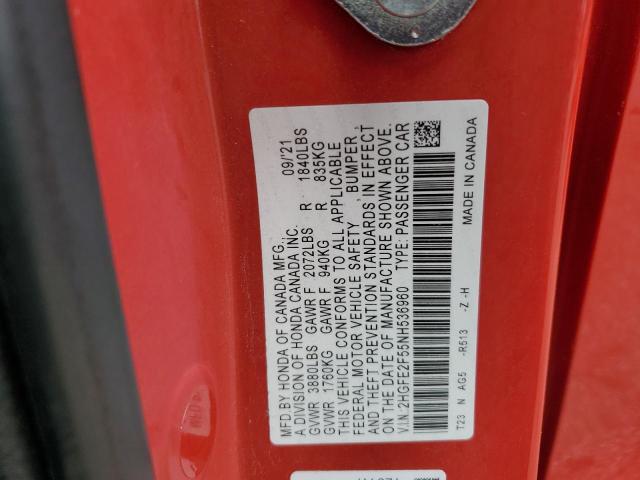 MFD.BY HONDA OF CANADA MFG., 09/'21
A DIVISION OF HONDA CANADA INC.
GVWR 3880LBS GAWR F 2072LBS R 1840LBS
GVWR 1760KG GAWR F 940KG R 835KG
THIS VEHICLE CONFORMS TO ALL APPLICABLE
FEDERAL MOTOR VEHICLE SAFETY , BUMPER ,
AND THEFT PREVENTION STANDARDS IN EFFECT
ON THE DATE OF MANUFACTURE SHOWN ABOVE.
V.I.N.2HGFE2F55NH536960 TYPE: PASSENGER CAR
T23 N AG5 -R513 -Z -H MADE IN CANADA